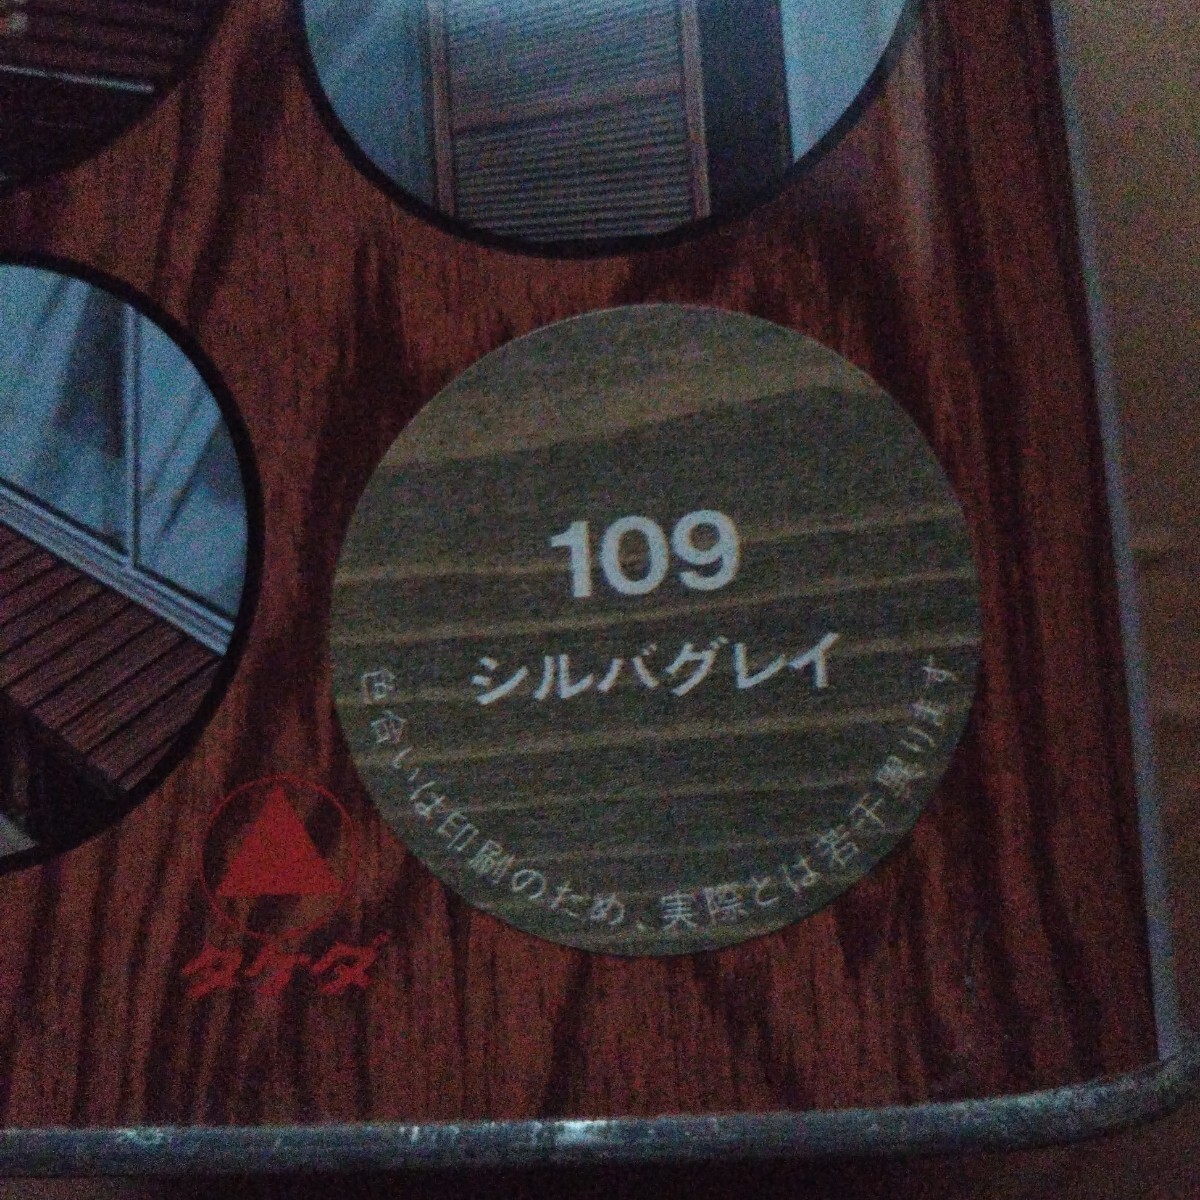 109
シルバグレイ
色合いは印刷のため、実際とは若干異ります
タケダ